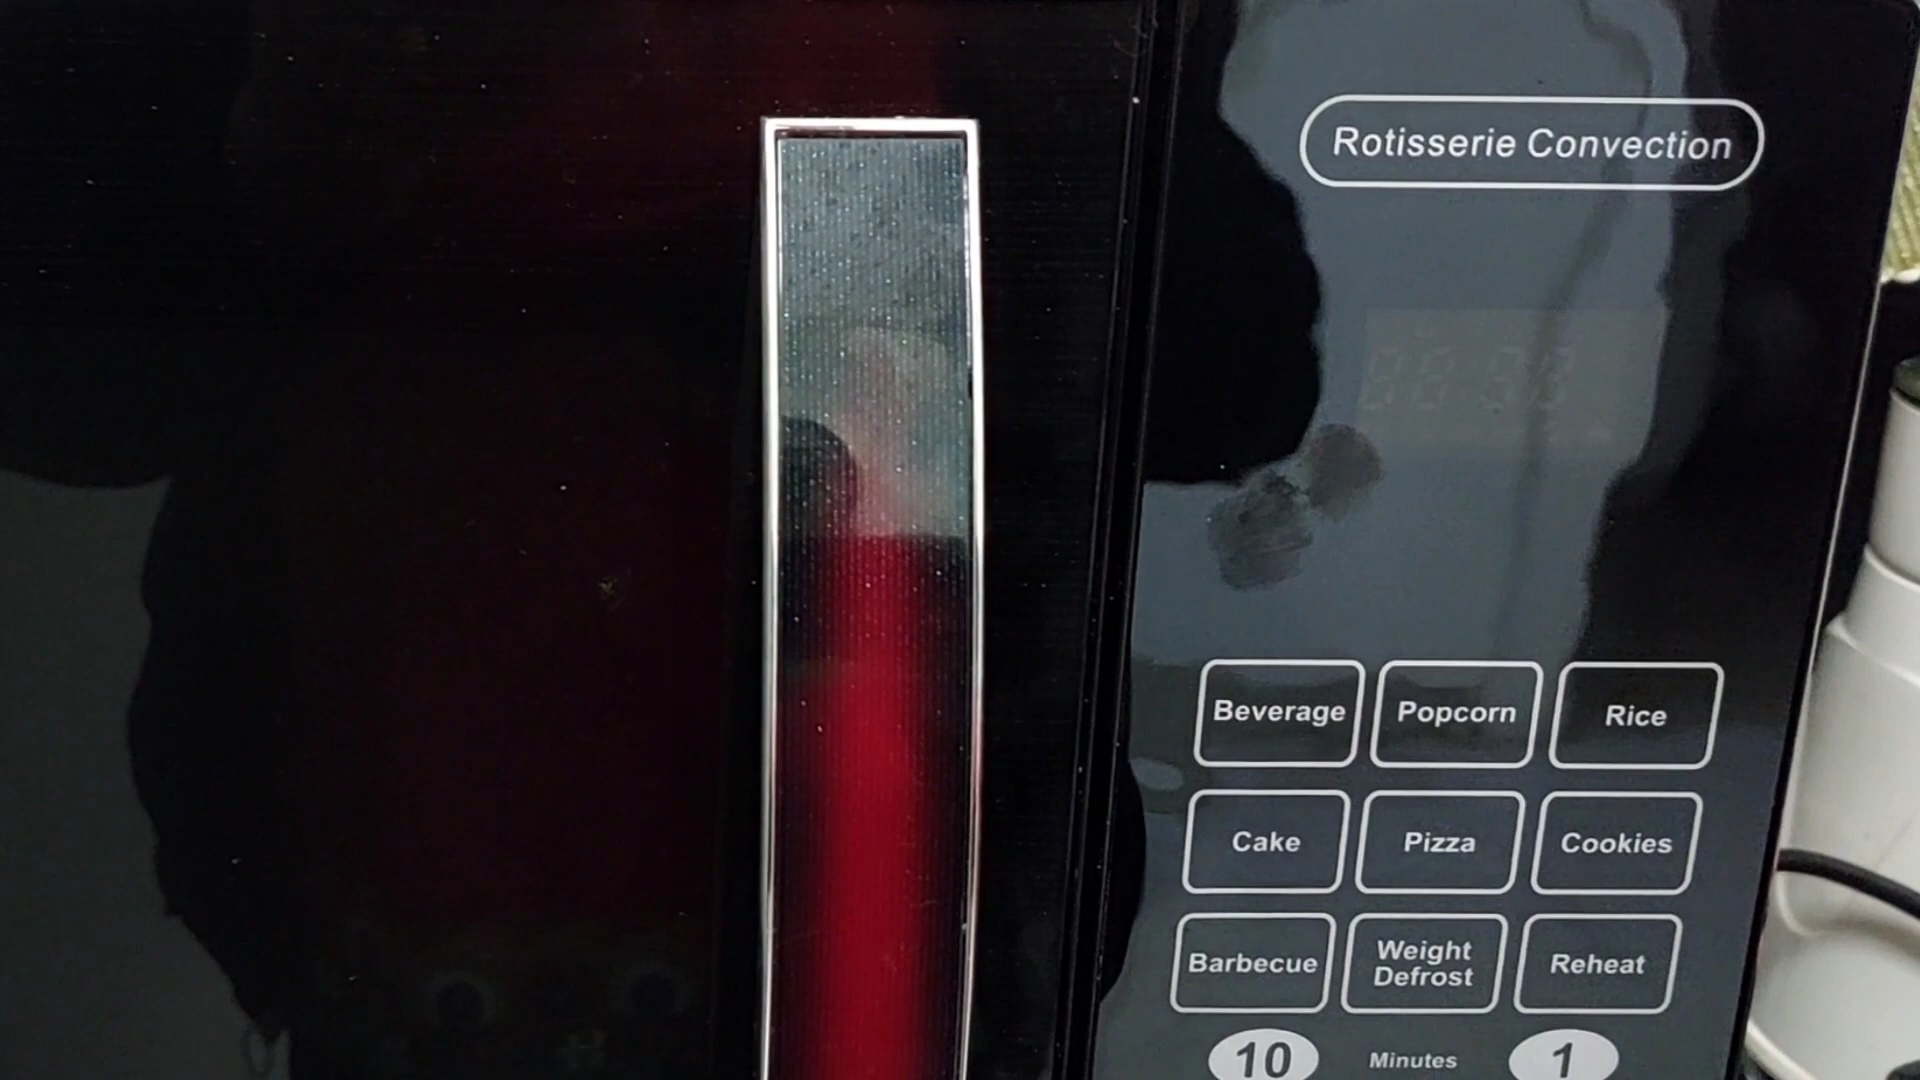 Rotisserie Convection
Beverage
Popcorn
Rice
Cake
Pizza
Cookies
Barbecue
Weight
Defrost
Reheat
10
Minutes
1